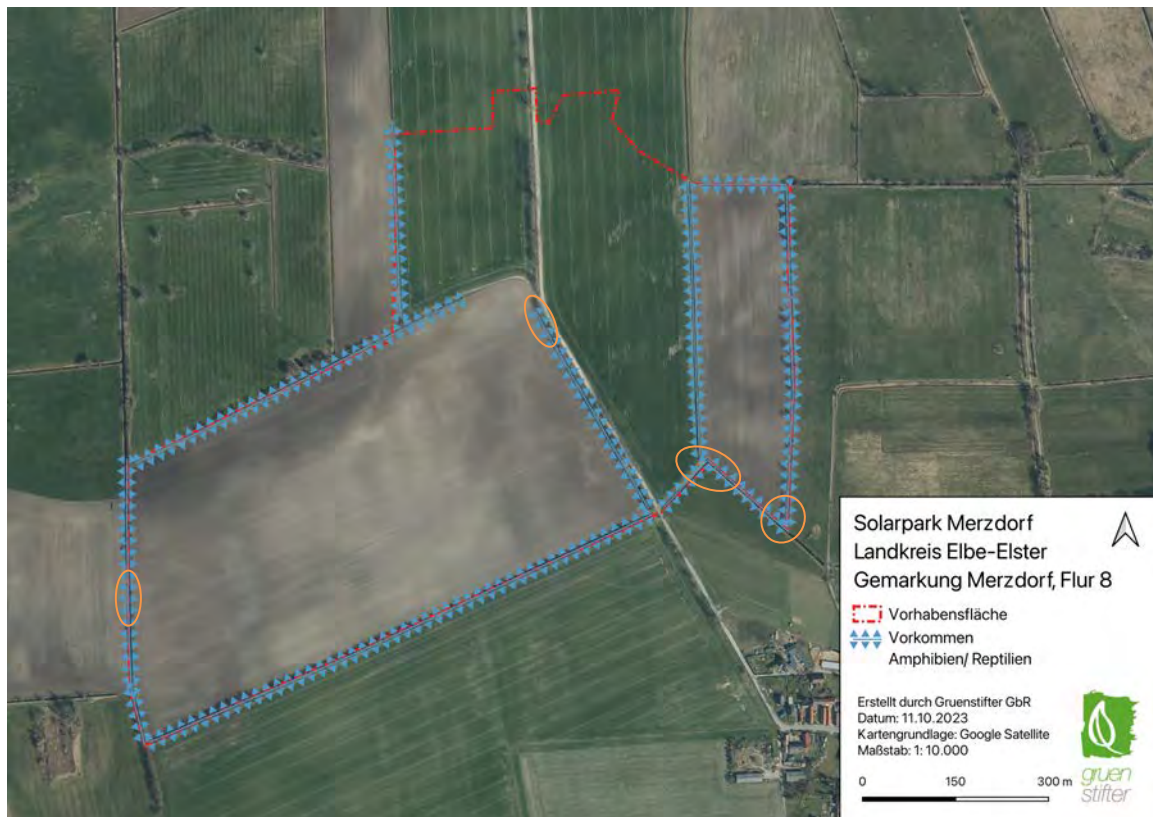 Solarpark Merzdorf
Landkreis Elbe-Elster
Gemarkung Merzdorf, Flur 8
Vorhabensfläche
Vorkommen
Amphibien/ Reptilien
Erstellt durch Gruenstifter GbR
Datum: 11.10.2023
Kartengrundlage: Google Satellite
Maßstab: 1: 10.000
0 150 300 m
gruen
stifter